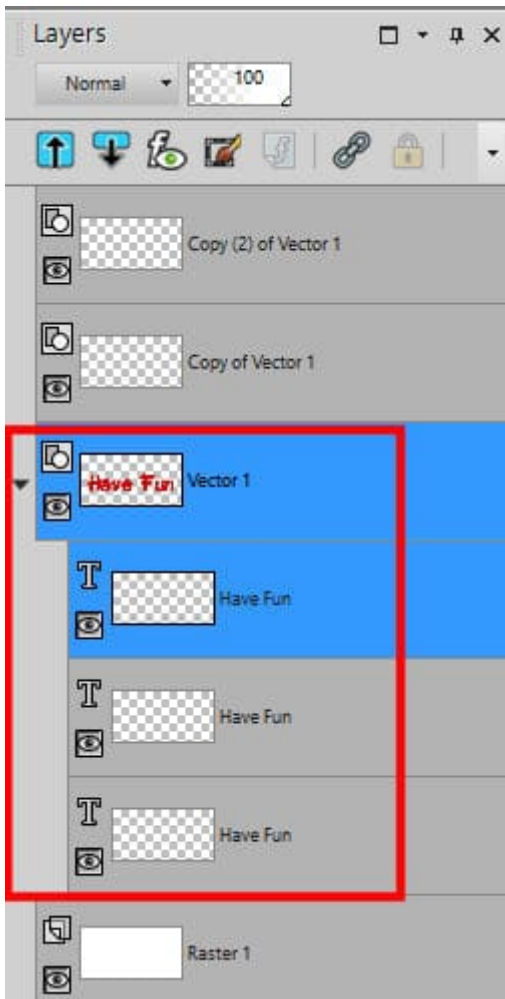 Layers
Normal
100
Copy (2) of Vector 1
Copy of Vector 1
Have Fun
Vector 1
Have Fun
Have Fun
Have Fun
Raster 1